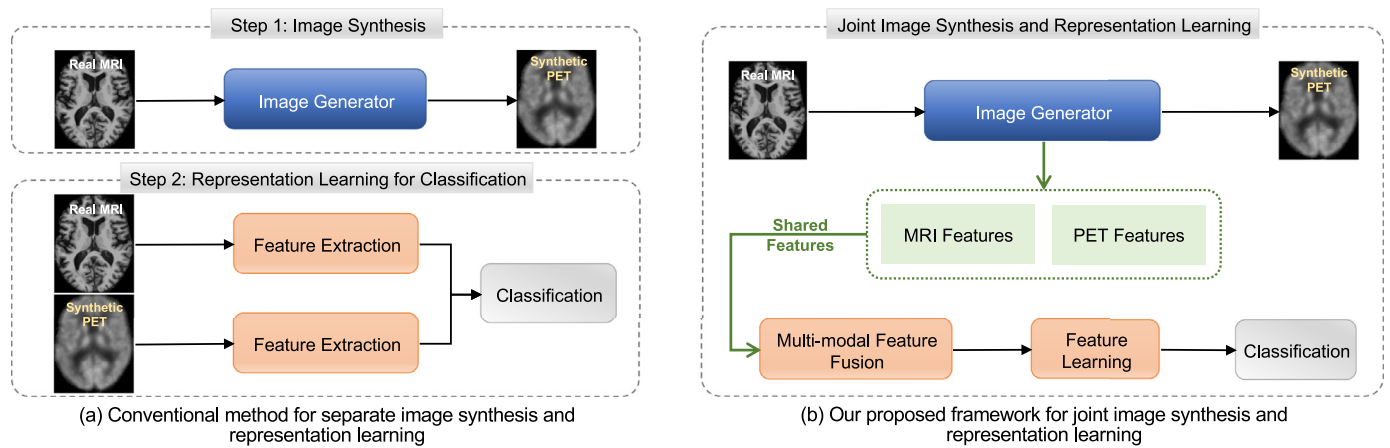 Step 1: Image Synthesis
Real MRI
Image Generator
Synthetic
PET
Step 2: Representation Learning for Classification
Real MRI
Feature Extraction
Synthetic
PET
Feature Extraction
Classification
(a) Conventional method for separate image synthesis and
representation learning
Joint Image Synthesis and Representation Learning
Real MRI
Image Generator
Synthetic
PET
Shared
Features
MRI Features
PET Features
Multi-modal Feature
Fusion
Feature
Learning
Classification
(b) Our proposed framework for joint image synthesis and
representation learning